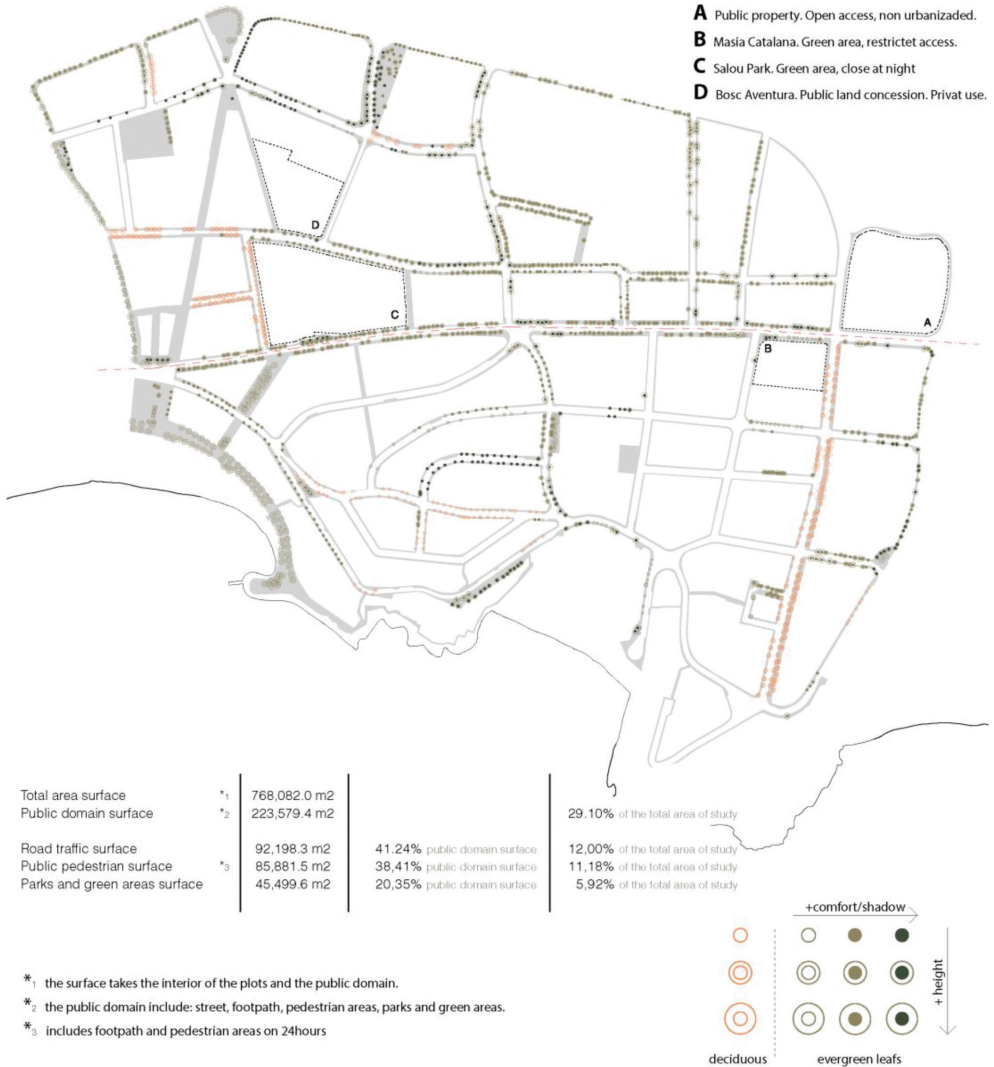 A Public property. Open access, non urbanizaded.
B Masia Catalana. Green area, restrictet access.
C Salou Park. Green area, close at night
D Bosc Aventura. Public land concession. Privat use.
D
C
A
B
Total area surface *1 768,082.0 m2
Public domain surface *2 223,579.4 m2 29.10% of the total area of study
Road traffic surface 92,198.3 m2 41.24% public domain surface 12,00% of the total area of study
Public pedestrian surface *3 85,881.5 m2 38,41% public domain surface 11,18% of the total area of study
Parks and green areas surface 45,499.6 m2 20,35% public domain surface 5,92% of the total area of study
+comfort/shadow
+ height
deciduous evergreen leafs
*1 the surface takes the interior of the plots and the public domain.
*2 the public domain include: street, footpath, pedestrian areas, parks and green areas.
*3 includes footpath and pedestrian areas on 24hours